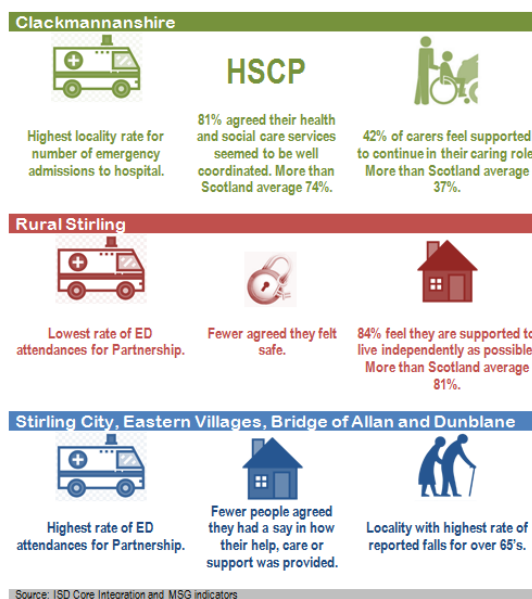 Clackmannanshire
HSCP
Highest locality rate for
number of emergency
admissions to hospital.
81% agreed their health
and social care services
seemed to be well
coordinated. More than
Scotland average 74%.
42% of carers feel supported
to continue in their caring role
More than Scotland average
37%.
Rural Stirling
Lowest rate of ED
attendances for Partnership.
Fewer agreed they felt
safe.
84% feel they are supported to
live independently as possible
More than Scotland average
81%.
Stirling City, Eastern Villages, Bridge of Allan and Dunblane
Highest rate of ED
attendances for Partnership.
Fewer people agreed
they had a say in how
their help, care or
support was provided.
Locality with highest rate of
reported falls for over 65's.
Source: ISD Core Integration and MSG indicators